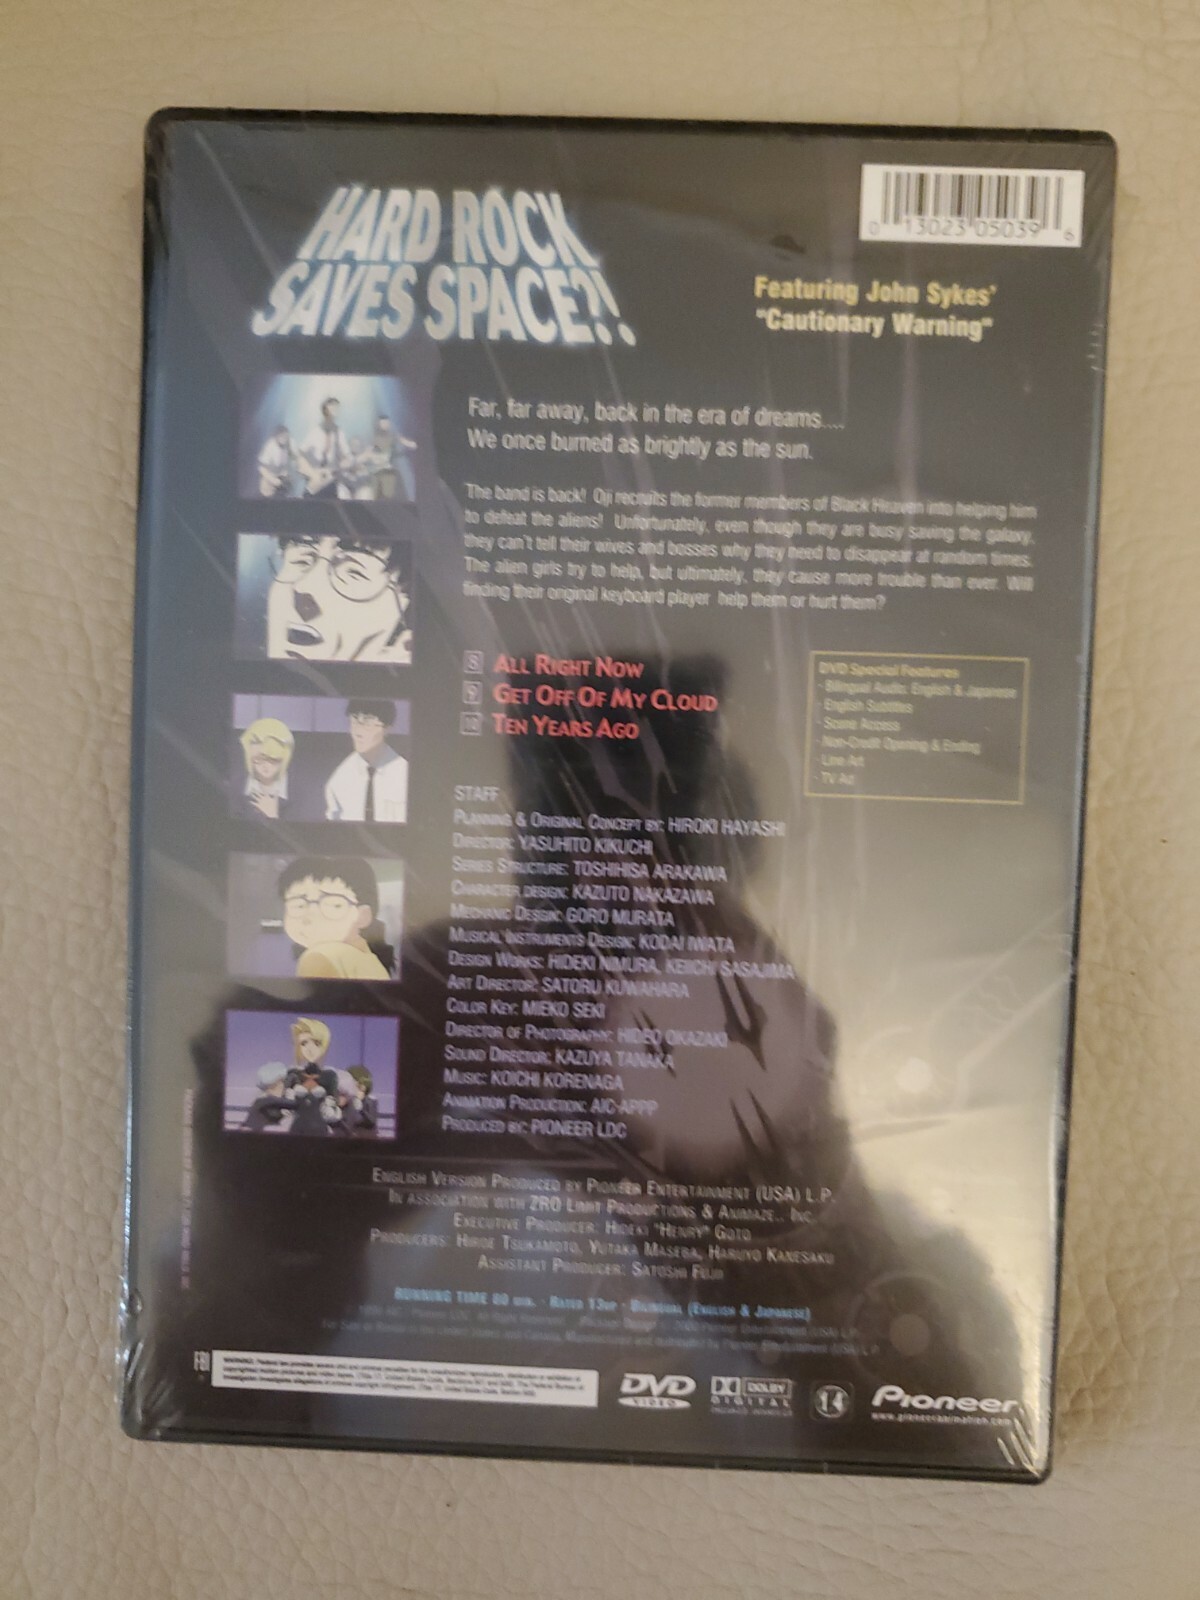 HARD ROCK
SAVES SPACE?!
0 13023 05039 6
Featuring John Sykes'
"Cautionary Warning"
Far, far away, back in the era of dreams....
We once burned as brightly as the sun.
The band is back! Oji recruits the former members of Black Heaven into helping him
to defeat the aliens! Unfortunately, even though they are busy saving the galaxy,
they can't tell their wives and bosses why they need to disappear at random times.
The alien girls try to help, but ultimately, they cause more trouble than ever. Will
finding their original keyboard player help them or hurt them?
8 ALL RIGHT NOW
9 GET OFF OF MY CLOUD
10 TEN YEARS AGO
DVD Special Features
- Bilingual Audio: English & Japanese
- English Subtitles
- Scene Access
- Non-Credit Opening & Ending
- Line Art
- TV Ad
STAFF
PLANNING & ORIGINAL CONCEPT BY: HIROKI HAYASHI
DIRECTOR: YASUHITO KIKUCHI
SERIES STRUCTURE: TOSHIHISA ARAKAWA
CHARACTER DESIGN: KAZUTO NAKAZAWA
MECHANIC DESIGN: GORO MURATA
MUSICAL INSTRUMENTS DESIGN: KODAI IWATA
DESIGN WORKS: HIDEKI NIMURA, KEIICHI SASAJIMA
ART DIRECTOR: SATORU KUWAHARA
COLOR KEY: MIEKO SEKI
DIRECTOR OF PHOTOGRAPHY: HIDEO OKAZAKI
SOUND DIRECTOR: KAZUYA TANAKA
MUSIC: KOICHI KORENAGA
ANIMATION PRODUCTION: AIC-APPP
PRODUCED BY: PIONEER LDC
ENGLISH VERSION PRODUCED BY PIONEER ENTERTAINMENT (USA) L.P.
IN ASSOCIATION WITH ZRO LIMIT PRODUCTIONS & ANIMAZE.. INC.
EXECUTIVE PRODUCER: HIDEKI "HENRY" GOTO
PRODUCERS: HIROE TSUKAMOTO, YUTAKA MASEBA, HARUYO KANESAKU
ASSISTANT PRODUCER: SATOSHI FUJII
RUNNING TIME 80 MIN. · RATED 13UP · BILINGUAL (ENGLISH & JAPANESE)
FBI
DVD
VIDEO
DOLBY
DIGITAL
14
Pioneer
www.pioneeranimation.com